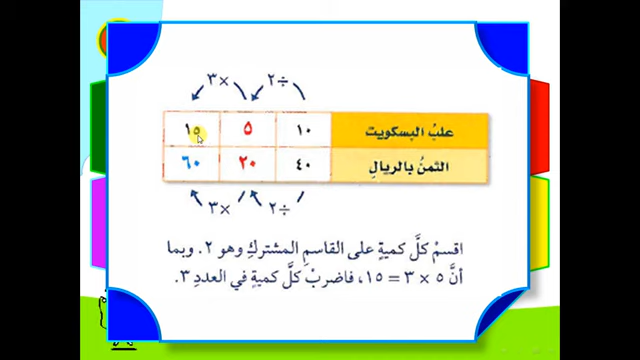 ٢÷ ٣×
علبُ البسكويت ١٠ ٥ ١٥
الثمنُ بالريالِ ٤٠ ٢٠ ٦٠
٢÷ ٣×
اقسمْ كلَّ كميةٍ على القاسمِ المشتركِ وهو ٢. وبما
أنَّ ٥ × ٣ = ١٥، فاضربْ كلَّ كميةٍ في العددِ ٣.